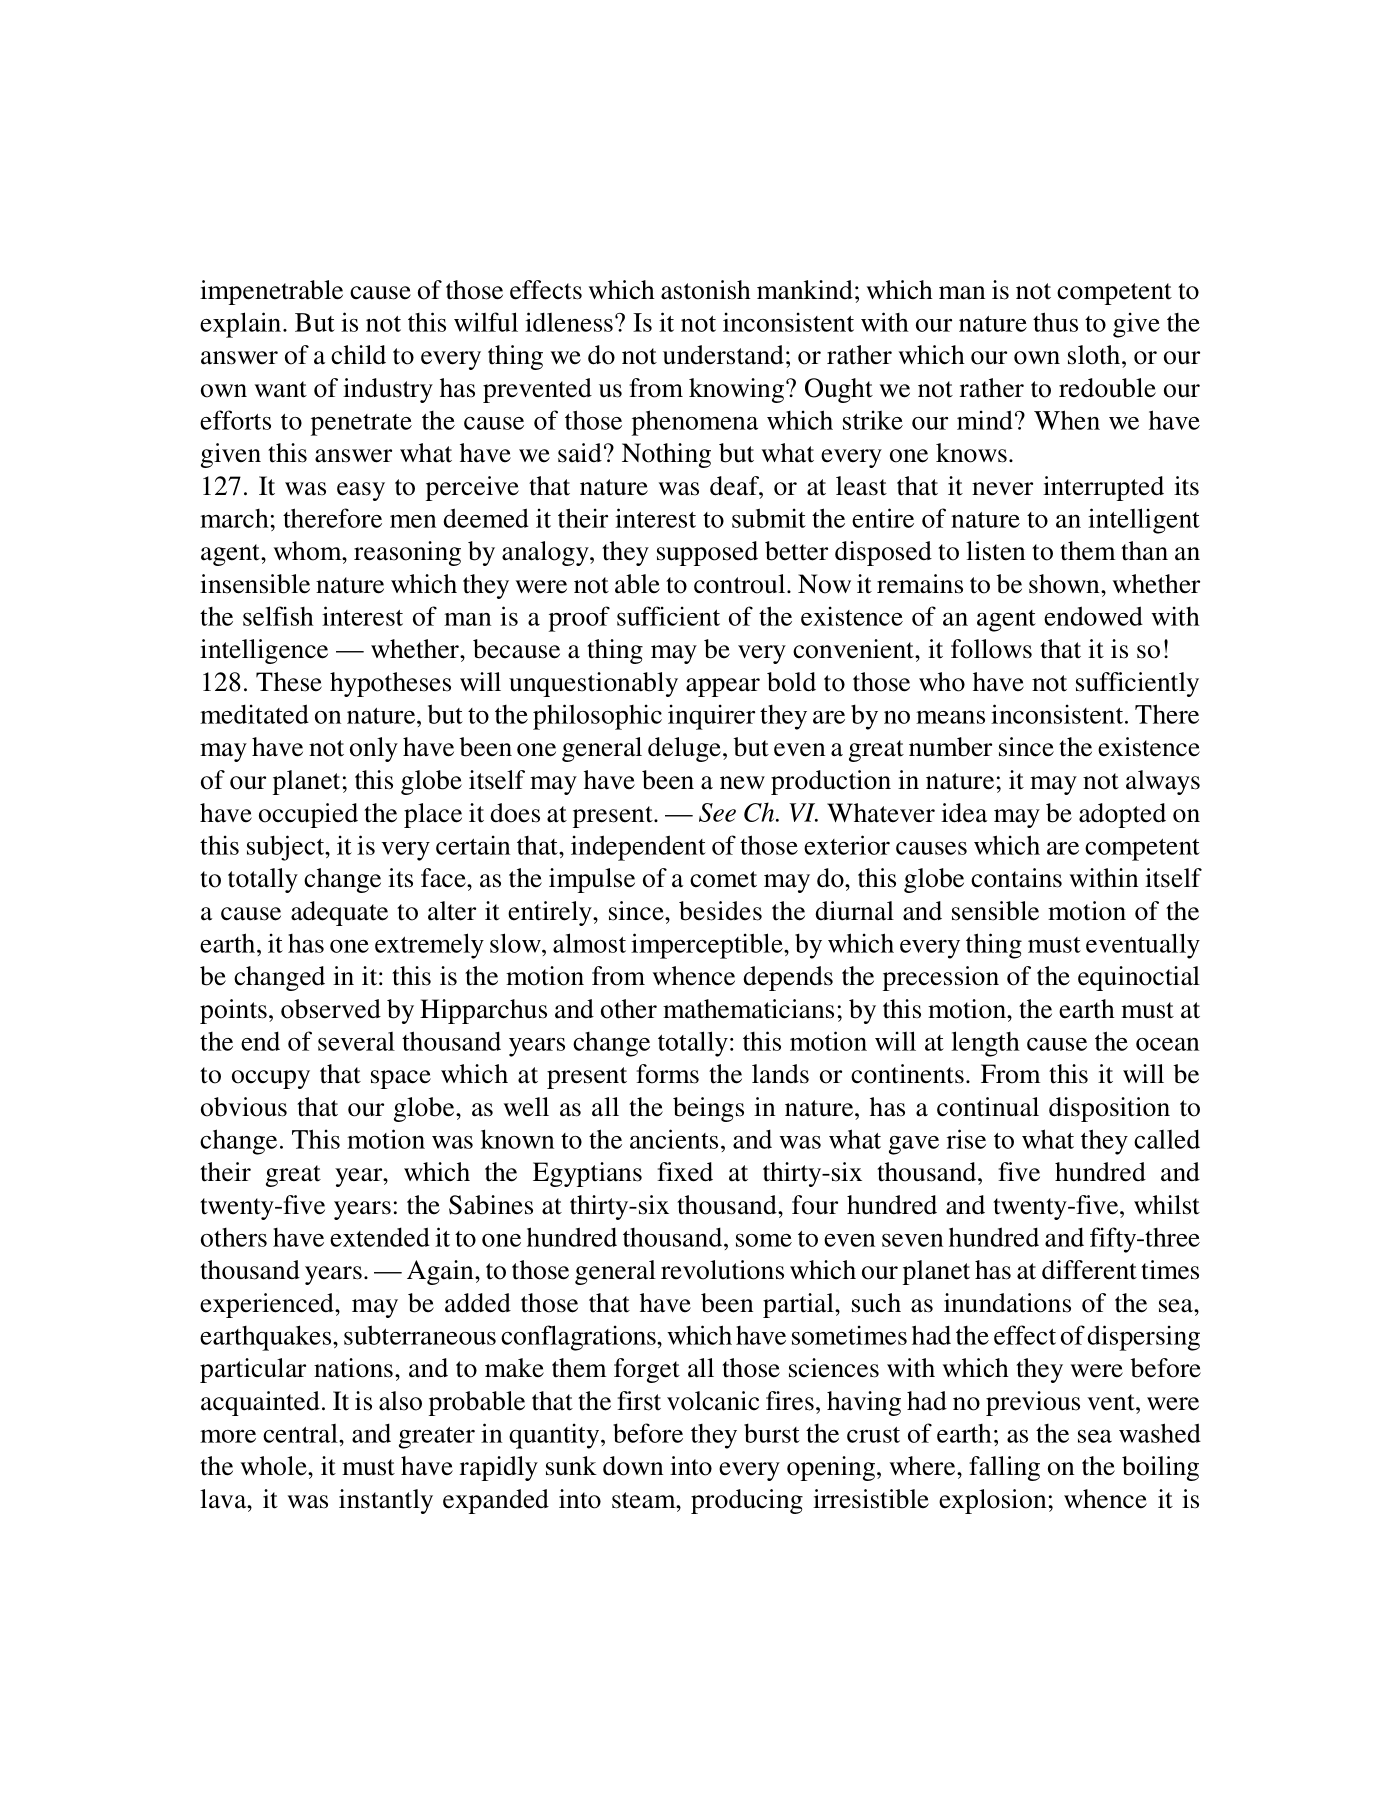 impenetrable cause of those effects which astonish mankind; which man is not competent to
explain. But is not this wilful idleness? Is it not inconsistent with our nature thus to give the
answer of a child to every thing we do not understand; or rather which our own sloth, or our
own want of industry has prevented us from knowing? Ought we not rather to redouble our
efforts to penetrate the cause of those phenomena which strike our mind? When we have
given this answer what have we said? Nothing but what every one knows.
127. It was easy to perceive that nature was deaf, or at least that it never interrupted its
march; therefore men deemed it their interest to submit the entire of nature to an intelligent
agent, whom, reasoning by analogy, they supposed better disposed to listen to them than an
insensible nature which they were not able to controul. Now it remains to be shown, whether
the selfish interest of man is a proof sufficient of the existence of an agent endowed with
intelligence — whether, because a thing may be very convenient, it follows that it is so!
128. These hypotheses will unquestionably appear bold to those who have not sufficiently
meditated on nature, but to the philosophic inquirer they are by no means inconsistent. There
may have not only have been one general deluge, but even a great number since the existence
of our planet; this globe itself may have been a new production in nature; it may not always
have occupied the place it does at present. — See Ch. VI. Whatever idea may be adopted on
this subject, it is very certain that, independent of those exterior causes which are competent
to totally change its face, as the impulse of a comet may do, this globe contains within itself
a cause adequate to alter it entirely, since, besides the diurnal and sensible motion of the
earth, it has one extremely slow, almost imperceptible, by which every thing must eventually
be changed in it: this is the motion from whence depends the precession of the equinoctial
points, observed by Hipparchus and other mathematicians; by this motion, the earth must at
the end of several thousand years change totally: this motion will at length cause the ocean
to occupy that space which at present forms the lands or continents. From this it will be
obvious that our globe, as well as all the beings in nature, has a continual disposition to
change. This motion was known to the ancients, and was what gave rise to what they called
their great year, which the Egyptians fixed at thirty-six thousand, five hundred and
twenty-five years: the Sabines at thirty-six thousand, four hundred and twenty-five, whilst
others have extended it to one hundred thousand, some to even seven hundred and fifty-three
thousand years. — Again, to those general revolutions which our planet has at different times
experienced, may be added those that have been partial, such as inundations of the sea,
earthquakes, subterraneous conflagrations, which have sometimes had the effect of dispersing
particular nations, and to make them forget all those sciences with which they were before
acquainted. It is also probable that the first volcanic fires, having had no previous vent, were
more central, and greater in quantity, before they burst the crust of earth; as the sea washed
the whole, it must have rapidly sunk down into every opening, where, falling on the boiling
lava, it was instantly expanded into steam, producing irresistible explosion; whence it is